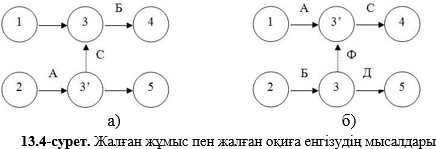 Б
А С
1 3 4
1 3’ 4
С
Ф
А
Б Д
2 3’ 5
2 3 5
а) б)
13.4-сурет. Жалған жұмыс пен жалған оқиға енгізудің мысалдары